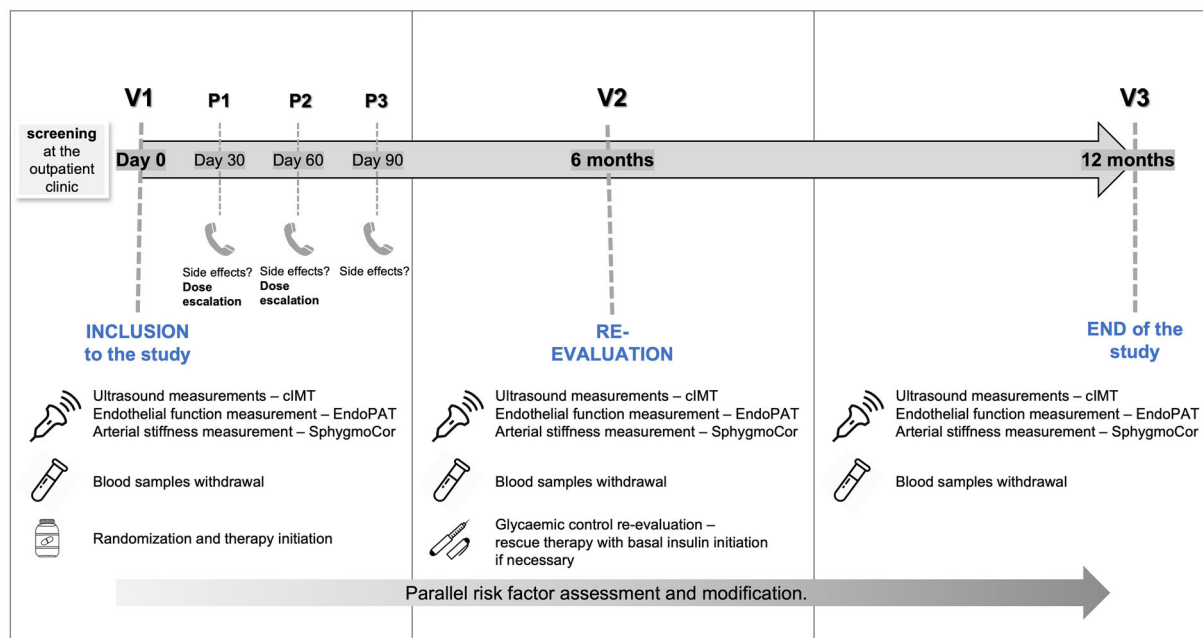 V1
P1
P2
P3
V2
V3
screening
at the
outpatient
clinic
Day 0
Day 30
Day 60
Day 90
6 months
12 months
Side effects?
Dose
escalation
Side effects?
Dose
escalation
Side effects?
INCLUSION
to the study
RE-
EVALUATION
END of the
study
Ultrasound measurements – cIMT
Endothelial function measurement – EndoPAT
Arterial stiffness measurement – SphygmoCor
Blood samples withdrawal
Randomization and therapy initiation
Ultrasound measurements – cIMT
Endothelial function measurement – EndoPAT
Arterial stiffness measurement – SphygmoCor
Blood samples withdrawal
Glycaemic control re-evaluation –
rescue therapy with basal insulin initiation
if necessary
Ultrasound measurements – cIMT
Endothelial function measurement – EndoPAT
Arterial stiffness measurement – SphygmoCor
Blood samples withdrawal
Parallel risk factor assessment and modification.